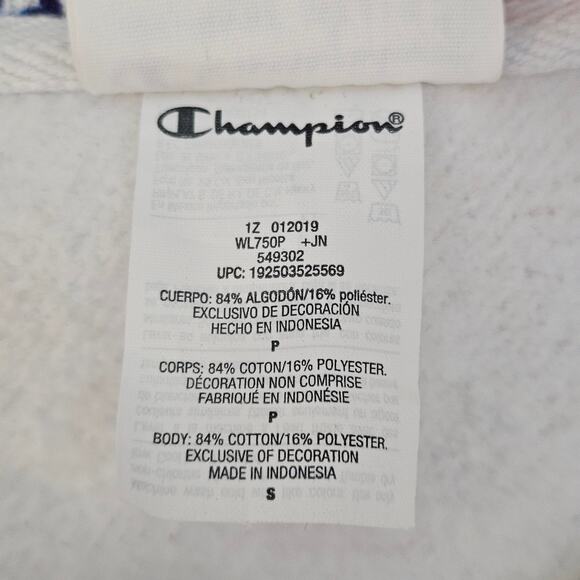 Champion®
1Z 012019
WL750P +JN
549302
UPC: 192503525569
CUERPO: 84% ALGODÓN/16% poliéster.
EXCLUSIVO DE DECORACIÓN
HECHO EN INDONESIA
P
CORPS: 84% COTON/16% POLYESTER.
DÉCORATION NON COMPRISE
FABRIQUÉ EN INDONÉSIE
P
BODY: 84% COTTON/16% POLYESTER.
EXCLUSIVE OF DECORATION
MADE IN INDONESIA
S